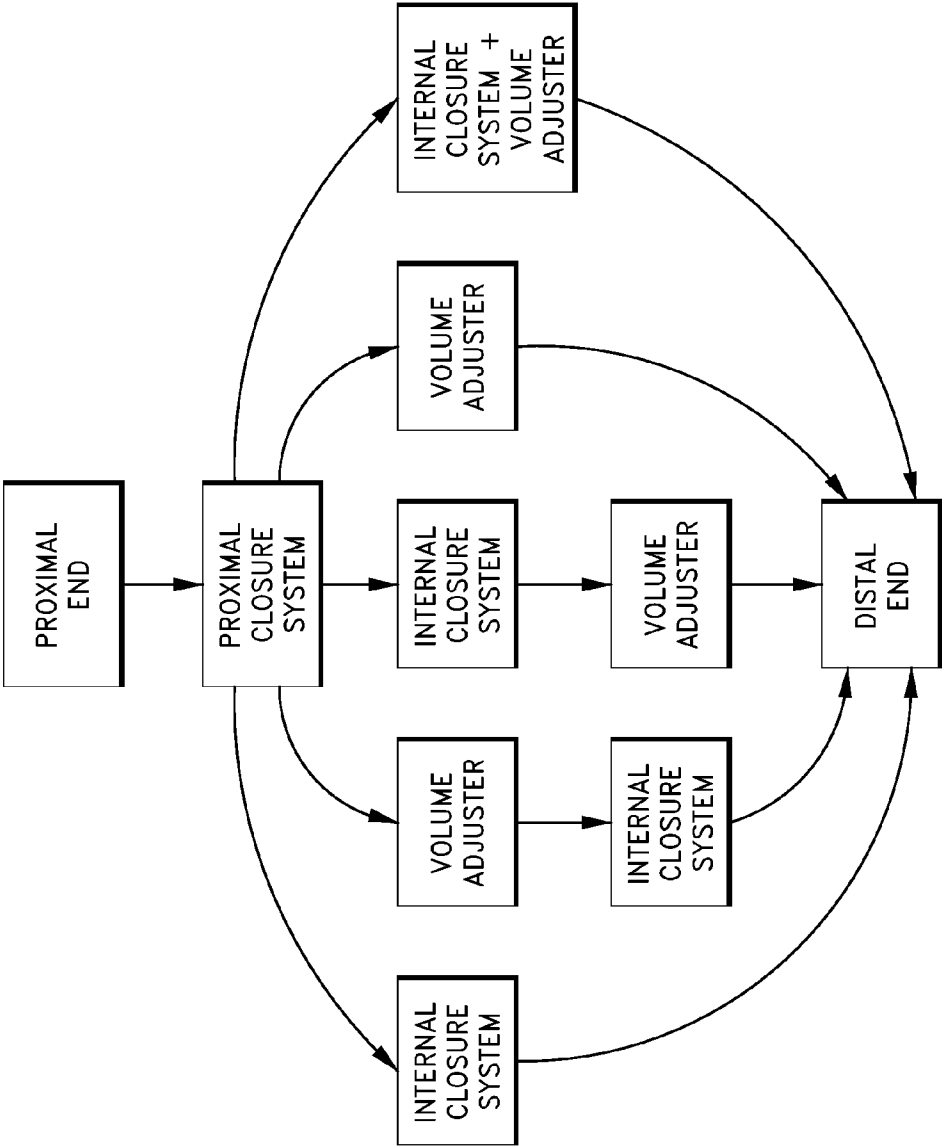 PROXIMAL
END
PROXIMAL
CLOSURE
SYSTEM
INTERNAL
CLOSURE
SYSTEM
VOLUME
ADJUSTER
INTERNAL
CLOSURE
SYSTEM
VOLUME
ADJUSTER
INTERNAL
CLOSURE
SYSTEM +
VOLUME
ADJUSTER
INTERNAL
CLOSURE
SYSTEM
VOLUME
ADJUSTER
DISTAL
END